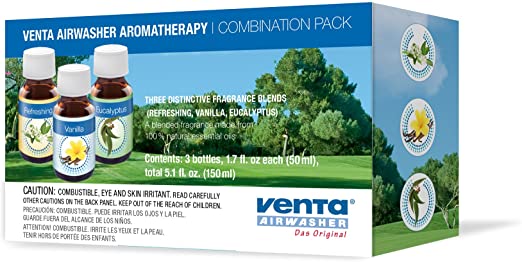 VENTA AIRWASHER AROMATHERAPY | COMBINATION PACK
Refreshing
Vanilla
Eucalyptus
THREE DISTINCTIVE FRAGRANCE BLENDS
(REFRESHING, VANILLA, EUCALYPTUS)
A blended fragrance made from
100% natural essential oils
Contents: 3 bottles, 1.7 fl. oz each (50 ml),
total 5.1 fl. oz. (150 ml)
CAUTION: COMBUSTIBLE, EYE AND SKIN IRRITANT. READ CAREFULLY
OTHER CAUTIONS ON THE BACK PANEL. KEEP OUT OF THE REACH OF CHILDREN.
PRECAUCIÓN: COMBUSTIBLE. PUEDE IRRITAR LOS OJOS Y LA PIEL.
GUARDE FUERA DEL ALCANCE DE LOS NIÑOS.
ATTENTION! COMBUSTIBLE. IRRITE LES YEUX ET LA PEAU.
TENIR HORS DE PORTÉE DES ENFANTS.
venta®
AIRWASHER
Das Original